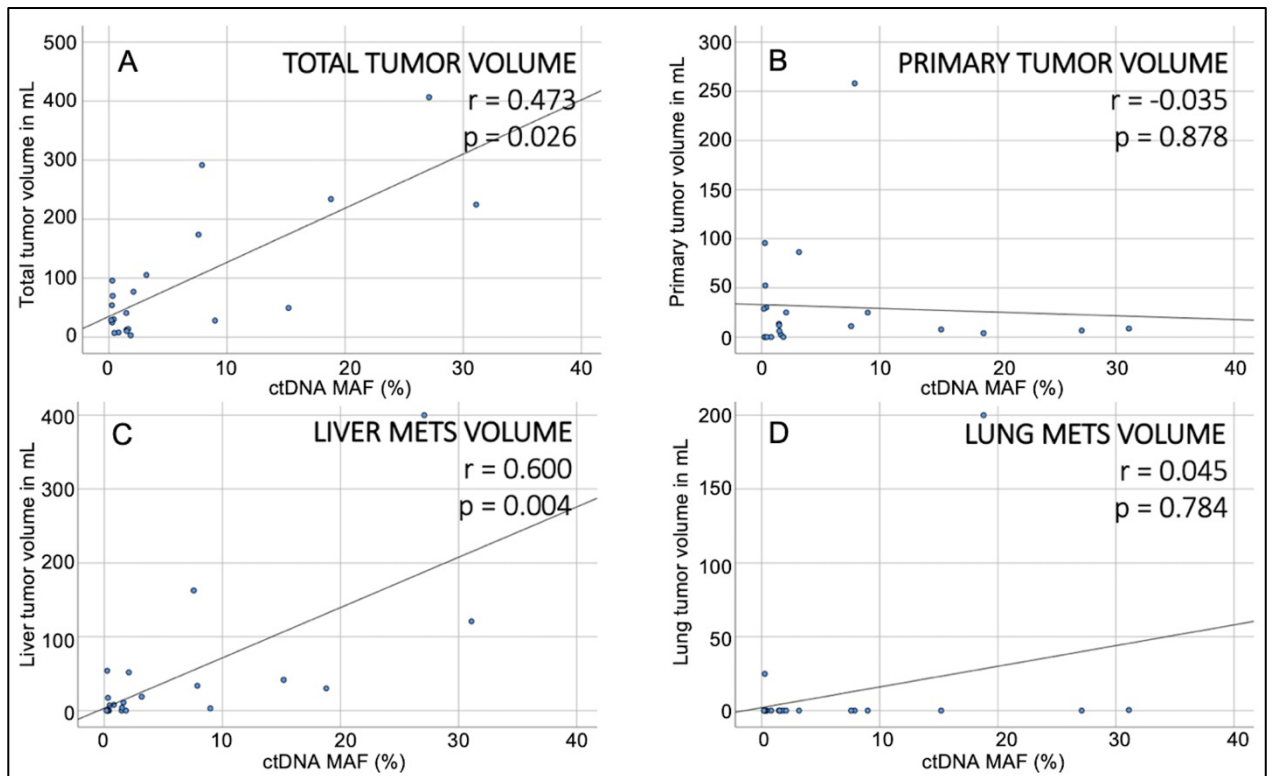 A
TOTAL TUMOR VOLUME
r = 0.473
p = 0.026
Total tumor volume in mL
500
400
300
200
100
0
0 10 20 30 40
ctDNA MAF (%)
B
PRIMARY TUMOR VOLUME
r = -0.035
p = 0.878
Primary tumor volume in mL
300
250
200
150
100
50
0
0 10 20 30 40
ctDNA MAF (%)
C
LIVER METS VOLUME
r = 0.600
p = 0.004
Liver tumor volume in mL
400
300
200
100
0
0 10 20 30 40
ctDNA MAF (%)
D
LUNG METS VOLUME
r = 0.045
p = 0.784
Lung tumor volume in mL
200
150
100
50
0
0 10 20 30 40
ctDNA MAF (%)